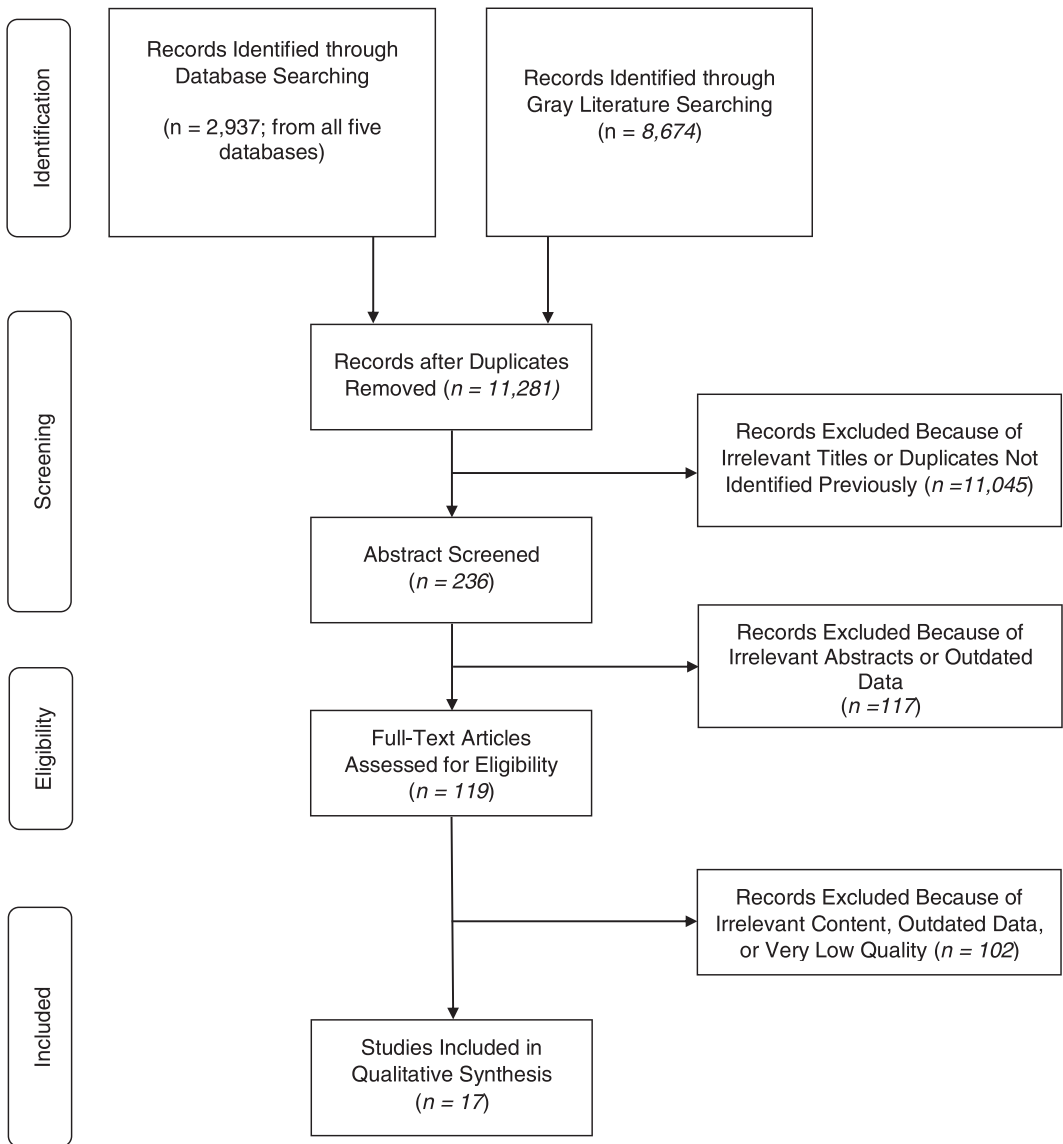 Identification
Records Identified through
Database Searching
(n = 2,937; from all five
databases)
Records Identified through
Gray Literature Searching
(n = 8,674)
Screening
Records after Duplicates
Removed (n = 11,281)
Records Excluded Because of
Irrelevant Titles or Duplicates Not
Identified Previously (n =11,045)
Abstract Screened
(n = 236)
Records Excluded Because of
Irrelevant Abstracts or Outdated
Data
(n =117)
Eligibility
Full-Text Articles
Assessed for Eligibility
(n = 119)
Records Excluded Because of
Irrelevant Content, Outdated Data,
or Very Low Quality (n = 102)
Included
Studies Included in
Qualitative Synthesis
(n = 17)